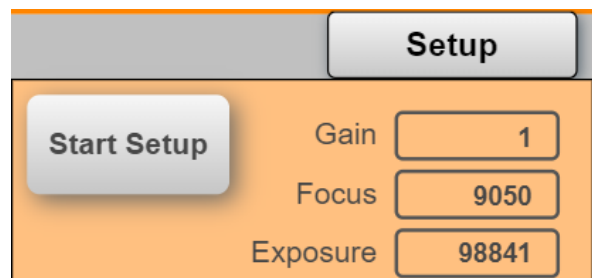 Setup
Start Setup
Gain 1
Focus 9050
Exposure 98841